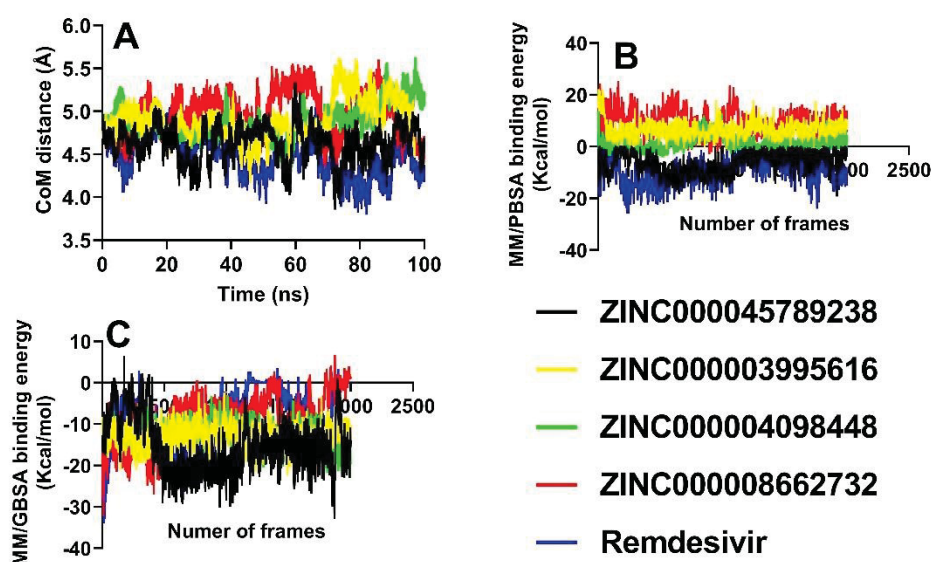 A
CoM distance (Å)
6.0
5.5
5.0
4.5
4.0
3.5
0 20 40 60 80 100
Time (ns)
B
MM/PBSA binding energy
(Kcal/mol)
40
20
0
-20
-40
2500
Number of frames
C
MM/GBSA binding energy
(Kcal/mol)
10
0
-10
-20
-30
-40
2500
Numer of frames
ZINC000045789238
ZINC000003995616
ZINC000004098448
ZINC000008662732
Remdesivir